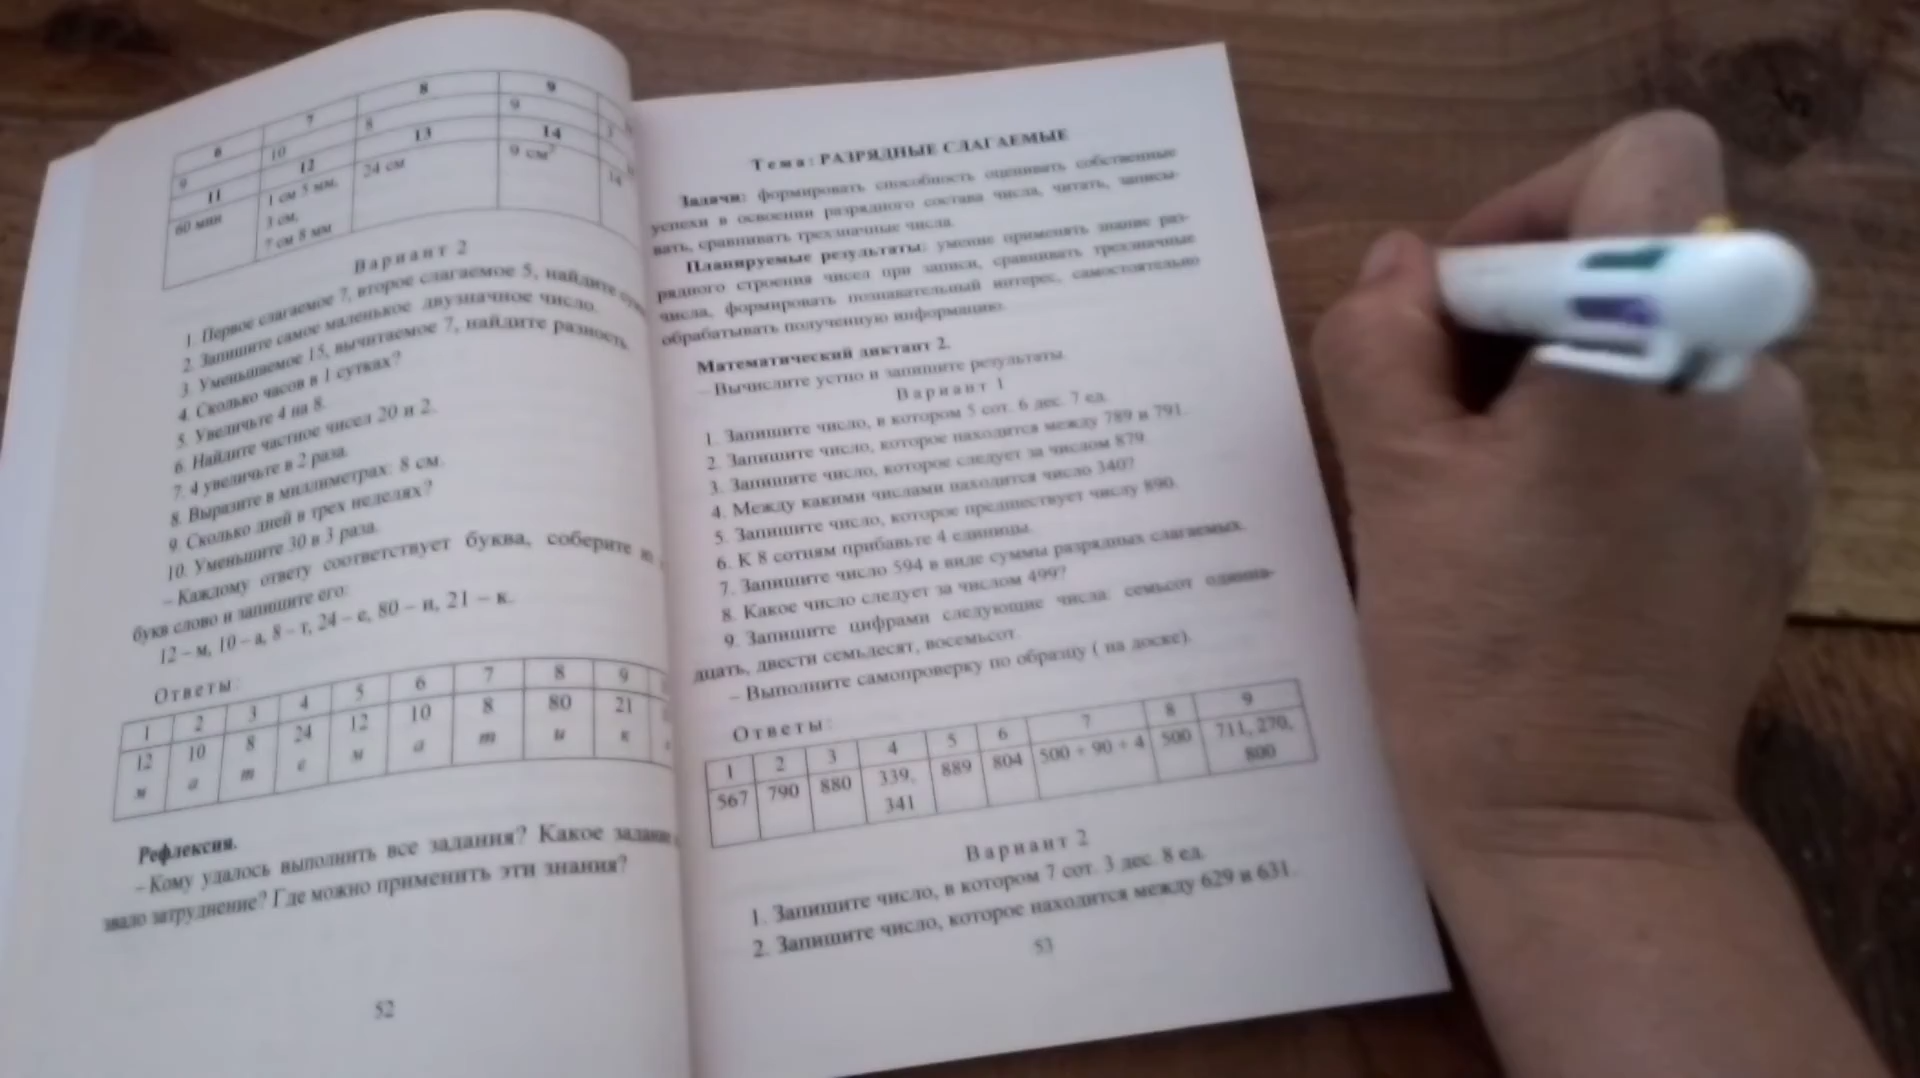 6 7 8 9
9 10 8 9
11 12 13 14
60 мин 1 см 5 мм, 24 см 9 см²
3 см,
7 см 8 мм
Вариант 2
1. Первое слагаемое 7, второе слагаемое 5, найдите
2. Запишите самое маленькое двузначное число.
3. Уменьшаемое 15, вычитаемое 7, найдите разность.
4. Сколько часов в 1 сутках?
5. Увеличьте 4 на 8.
6. Найдите частное чисел 20 и 2.
7. 4 увеличьте в 2 раза.
8. Выразите в миллиметрах: 8 см.
9. Сколько дней в трех неделях?
10. Уменьшите 30 в 3 раза.
– Каждому ответу соответствует буква, соберите из
букв слово и запишите его:
12 – м, 10 – а, 8 – т, 24 – е, 80 – и, 21 – к.
Ответы:
1 2 3 4 5 6 7 8 9
12 10 8 24 12 10 8 80 21
м а т е м а т и к
Рефлексия.
– Кому удалось выполнить все задания? Какое задание
звало затруднение? Где можно применить эти знания?
52
Тема: РАЗРЯДНЫЕ СЛАГАЕМЫЕ
Задачи: формировать способность оценивать собственные
успехи в освоении разрядного состава числа, читать, записы-
вать, сравнивать трехзначные числа.
Планируемые результаты: умение применять знание раз-
рядного строения чисел при записи, сравнивать трехзначные
числа, формировать познавательный интерес, самостоятельно
обрабатывать полученную информацию.
Математический диктант 2.
– Вычислите устно и запишите результаты.
Вариант 1
1. Запишите число, в котором 5 сот. 6 дес. 7 ед.
2. Запишите число, которое находится между 789 и 791.
3. Запишите число, которое следует за числом 879.
4. Между какими числами находится число 340?
5. Запишите число, которое предшествует числу 890.
6. К 8 сотням прибавьте 4 единицы.
7. Запишите число 594 в виде суммы разрядных слагаемых.
8. Какое число следует за числом 499?
9. Запишите цифрами следующие числа: семьсот одинна-
дцать, двести семьдесят, восемьсот.
– Выполните самопроверку по образцу ( на доске).
Ответы:
1 2 3 4 5 6 7 8 9
567 790 880 339, 889 804 500 + 90 + 4 500 711, 270,
341 800
Вариант 2
1. Запишите число, в котором 7 сот. 3 дес. 8 ед.
2. Запишите число, которое находится между 629 и 631.
53